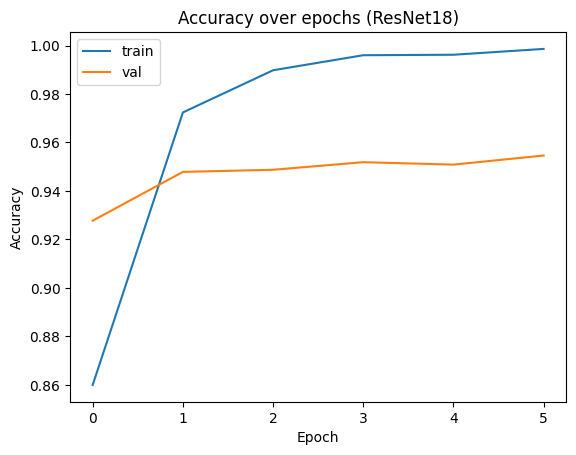 Accuracy over epochs (ResNet18)
train
val
1.00
0.98
0.96
0.94
0.92
0.90
0.88
0.86
Accuracy
0 1 2 3 4 5
Epoch